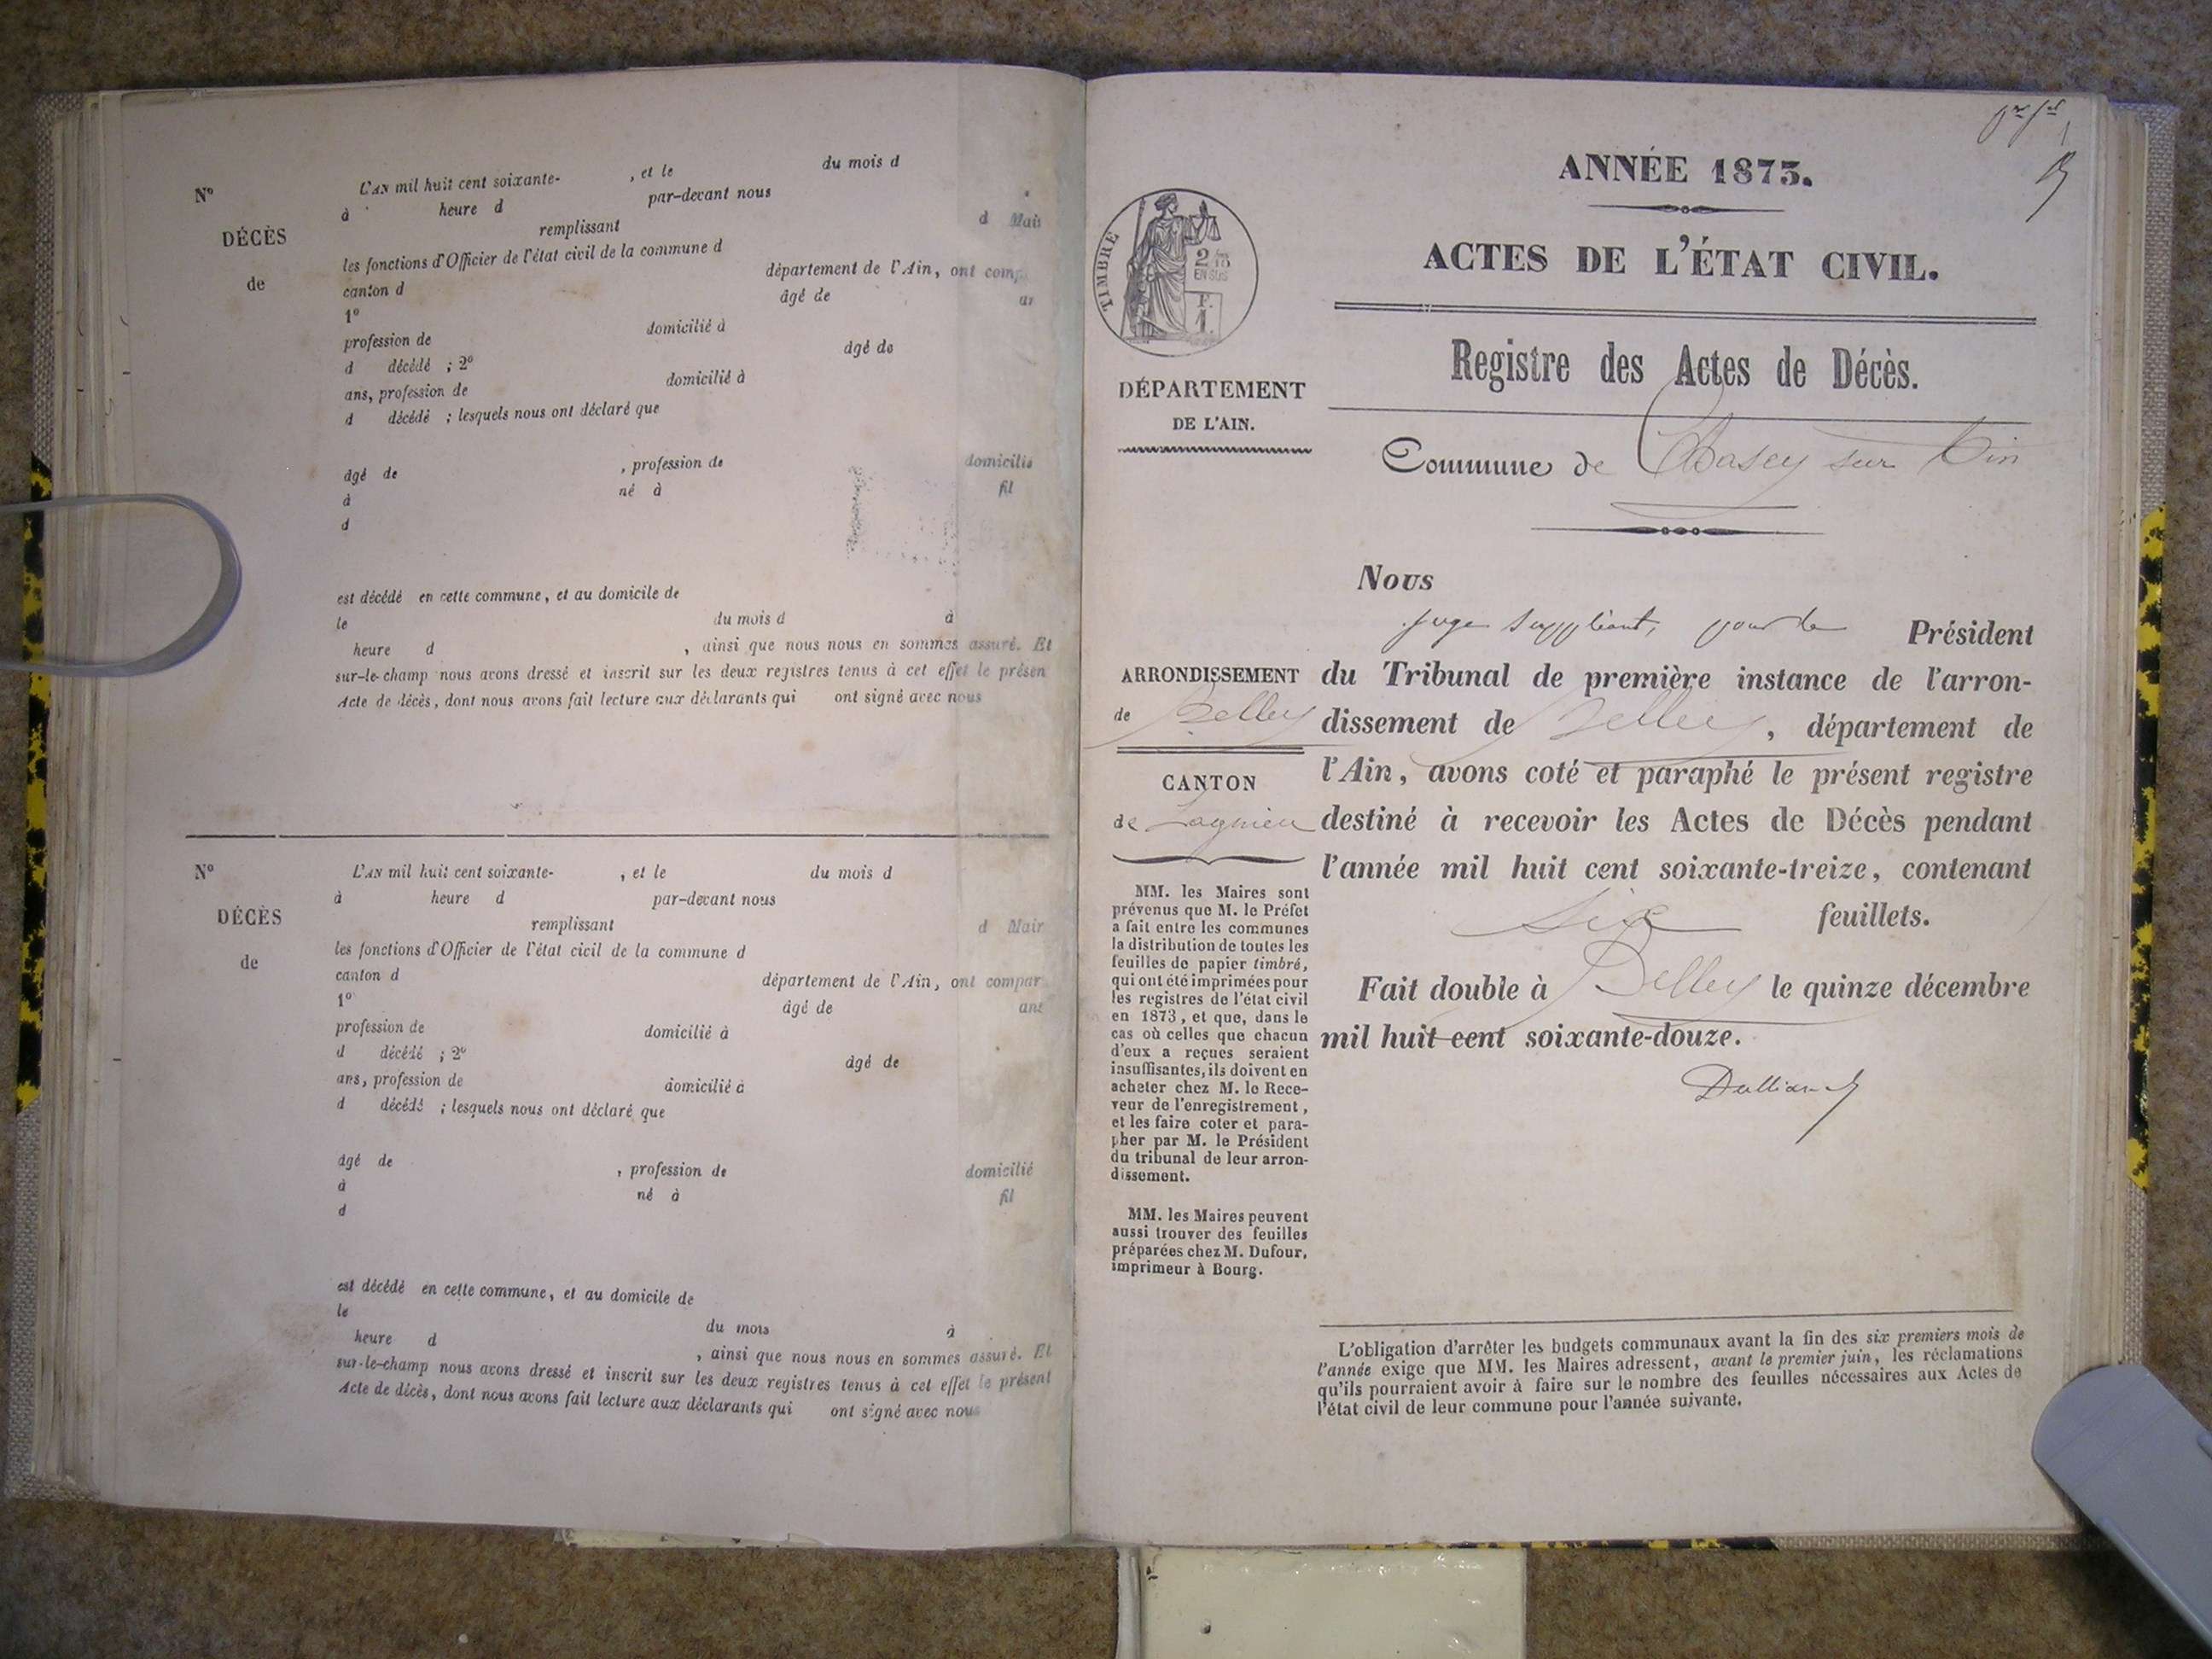 Nº
DÉCÈS
de
L'AN mil huit cent soixante- , et le du mois d
à heure d par-devant nous
remplissant d Mair
les fonctions d'Officier de l'état civil de la commune d
canton d département de l'Ain, ont comp
1º âgé de an
profession de domicilié à
d décédé ; 2º âgé de
ans, profession de domicilié à
d décédé ; lesquels nous ont déclaré que
âgé de , profession de domicilié
à né à fil
d
est décédé en cette commune, et au domicile de
le du mois d à
heure d , ainsi que nous nous en sommes assuré. Et
sur-le-champ nous avons dressé et inscrit sur les deux registres tenus à cet effet le présen
Acte de décès, dont nous avons fait lecture aux déclarants qui ont signé avec nous
Nº
DÉCÈS
de
L'AN mil huit cent soixante- , et le du mois d
à heure d par-devant nous
remplissant d Mair
les fonctions d'Officier de l'état civil de la commune d
canton d département de l'Ain, ont compar
1º âgé de ans
profession de domicilié à
d décédé ; 2º âgé de
ans, profession de domicilié à
d décédé ; lesquels nous ont déclaré que
âgé de , profession de domicilié
à né à fil
d
est décédé en cette commune, et au domicile de
le du mois à
heure d , ainsi que nous nous en sommes assuré. Et
sur-le-champ nous avons dressé et inscrit sur les deux registres tenus à cet effet le présent
Acte de décès, dont nous avons fait lecture aux déclarants qui ont signé avec nous
ANNÉE 1873.
ACTES DE L'ÉTAT CIVIL.
TIMBRE
2/10
EN SUS
F.
1.
Registre des Actes de Décès.
DÉPARTEMENT
DE L'AIN.
Commune de Chasey sur Ain
Nous
juge suppléant, pour le Président
du Tribunal de première instance de l'arron-
dissement de Belley, département de
l'Ain, avons coté et paraphé le présent registre
destiné à recevoir les Actes de Décès pendant
l'année mil huit cent soixante-treize, contenant
six feuillets.
Fait double à Belley le quinze décembre
mil huit cent soixante-douze.
ARRONDISSEMENT
de Belley
CANTON
de Lagnieu
MM. les Maires sont
prévenus que M. le Préfet
a fait entre les communes
la distribution de toutes les
feuilles de papier timbré,
qui ont été imprimées pour
les registres de l'état civil
en 1873, et que, dans le
cas où celles que chacun
d'eux a reçues seraient
insuffisantes, ils doivent en
acheter chez M. le Rece-
veur de l'enregistrement,
et les faire coter et para-
pher par M. le Président
du tribunal de leur arron-
dissement.
MM. les Maires peuvent
aussi trouver des feuilles
préparées chez M. Dufour,
imprimeur à Bourg.
L'obligation d'arrêter les budgets communaux avant la fin des six premiers mois de
l'année exige que MM. les Maires adressent, avant le premier juin, les réclamations
qu'ils pourraient avoir à faire sur le nombre des feuilles nécessaires aux Actes de
l'état civil de leur commune pour l'année suivante.